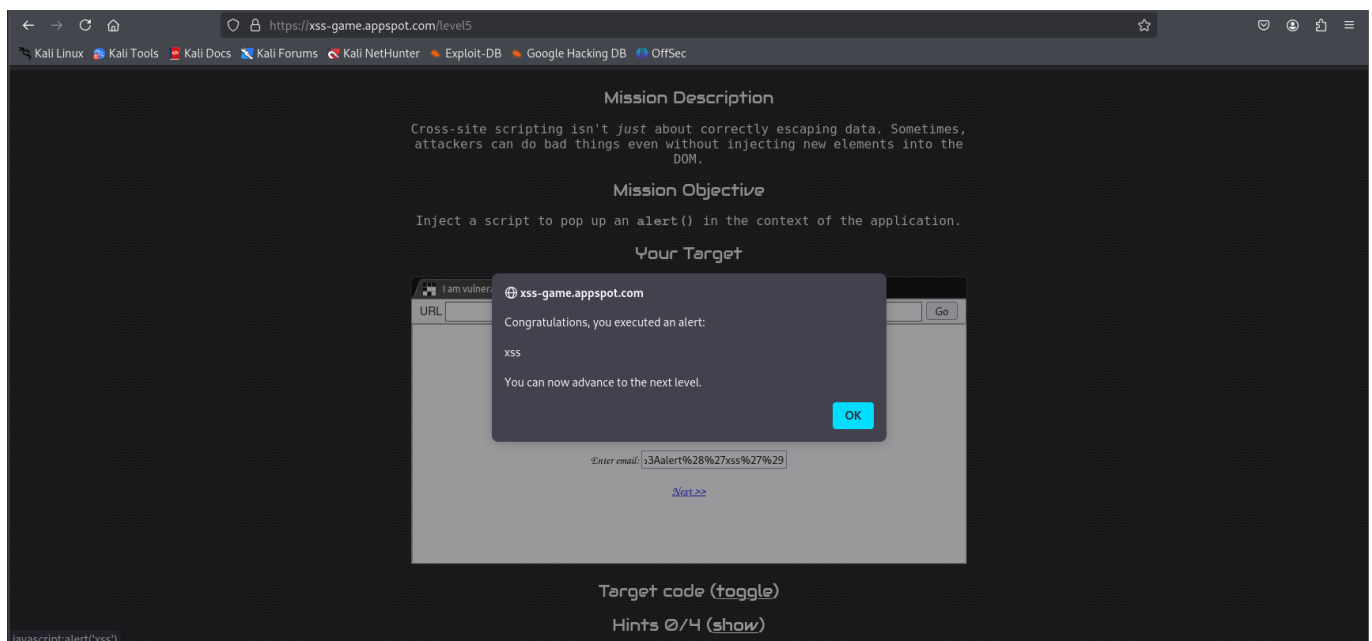 https://xss-game.appspot.com/level5
Kali Linux Kali Tools Kali Docs Kali Forums Kali NetHunter Exploit-DB Google Hacking DB OffSec
Mission Description
Cross-site scripting isn't just about correctly escaping data. Sometimes,
attackers can do bad things even without injecting new elements into the
DOM.
Mission Objective
Inject a script to pop up an alert() in the context of the application.
Your Target
I am vulner
URL Go
xss-game.appspot.com
Congratulations, you executed an alert:
xss
You can now advance to the next level.
OK
Enter email: 3Aalert%28%27xss%27%29
Next >>
Target code (toggle)
Hints 0/4 (show)
javascript:alert('xss')